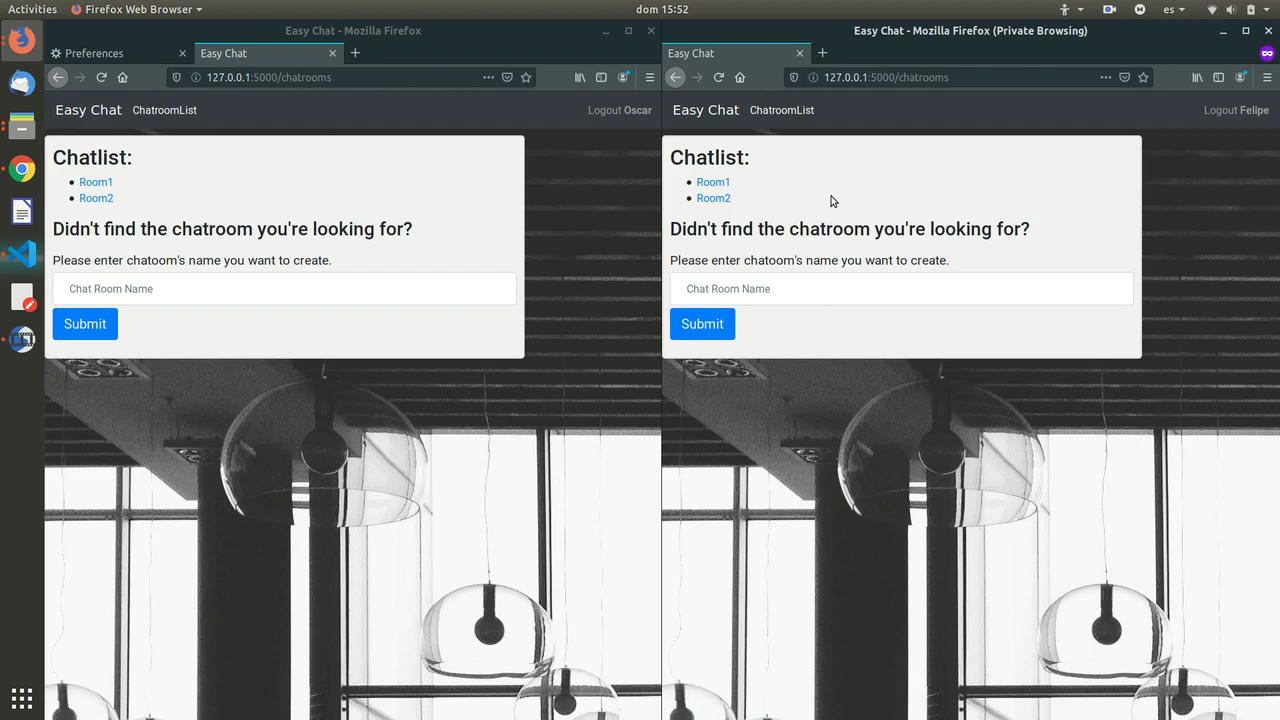 Activities Firefox Web Browser dom 15:52 es
Easy Chat - Mozilla Firefox
Preferences Easy Chat
127.0.0.1:5000/chatrooms
Easy Chat ChatroomList Logout Oscar
Chatlist:
Room1
Room2
Didn't find the chatroom you're looking for?
Please enter chatoom's name you want to create.
Chat Room Name
Submit
Easy Chat - Mozilla Firefox (Private Browsing)
Easy Chat
127.0.0.1:5000/chatrooms
Easy Chat ChatroomList Logout Felipe
Chatlist:
Room1
Room2
Didn't find the chatroom you're looking for?
Please enter chatoom's name you want to create.
Chat Room Name
Submit